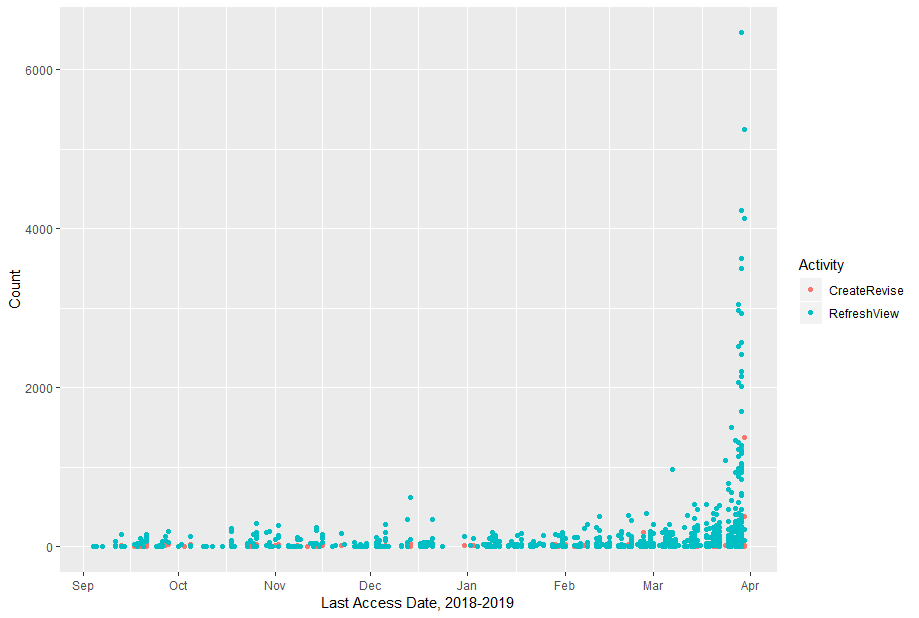 6000
4000
2000
0
Count
Sep Oct Nov Dec Jan Feb Mar Apr
Last Access Date, 2018-2019
Activity
CreateRevise
RefreshView